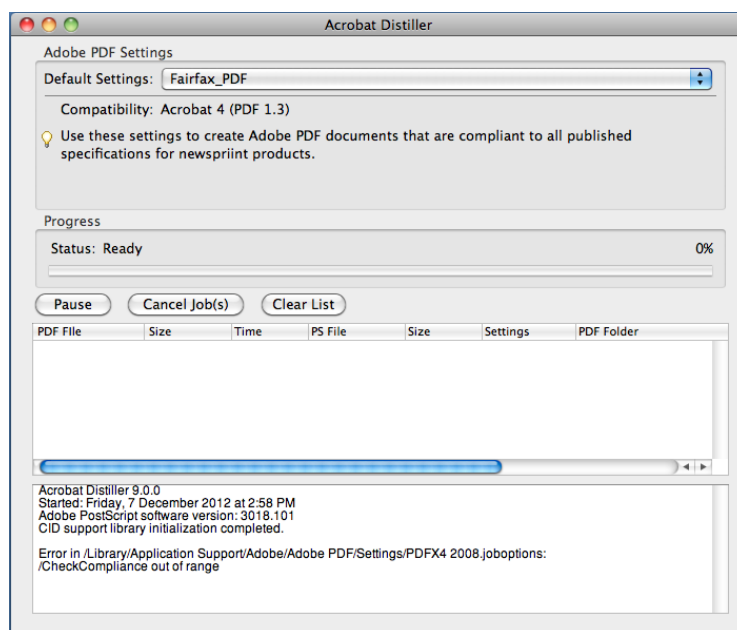 Acrobat Distiller
Adobe PDF Settings
Default Settings: Fairfax_PDF
Compatibility: Acrobat 4 (PDF 1.3)
Use these settings to create Adobe PDF documents that are compliant to all published
specifications for newspriint products.
Progress
Status: Ready 0%
Pause Cancel Job(s) Clear List
PDF FIle Size Time PS File Size Settings PDF Folder
Acrobat Distiller 9.0.0
Started: Friday, 7 December 2012 at 2:58 PM
Adobe PostScript software version: 3018.101
CID support library initialization completed.
Error in /Library/Application Support/Adobe/Adobe PDF/Settings/PDFX4 2008.joboptions:
/CheckCompliance out of range